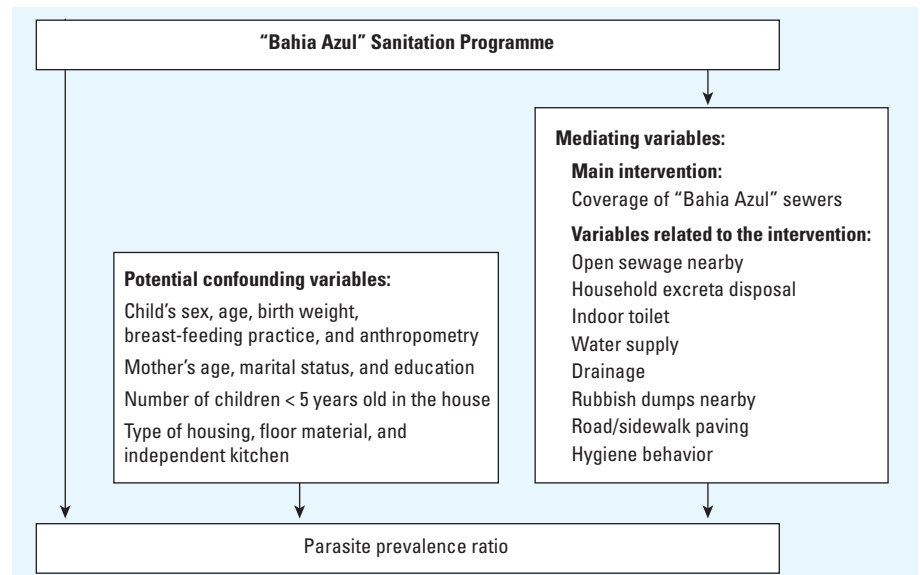 “Bahia Azul” Sanitation Programme
Mediating variables:
Main intervention:
Coverage of “Bahia Azul” sewers
Variables related to the intervention:
Open sewage nearby
Household excreta disposal
Indoor toilet
Water supply
Drainage
Rubbish dumps nearby
Road/sidewalk paving
Hygiene behavior
Potential confounding variables:
Child’s sex, age, birth weight,
breast-feeding practice, and anthropometry
Mother’s age, marital status, and education
Number of children < 5 years old in the house
Type of housing, floor material, and
independent kitchen
Parasite prevalence ratio